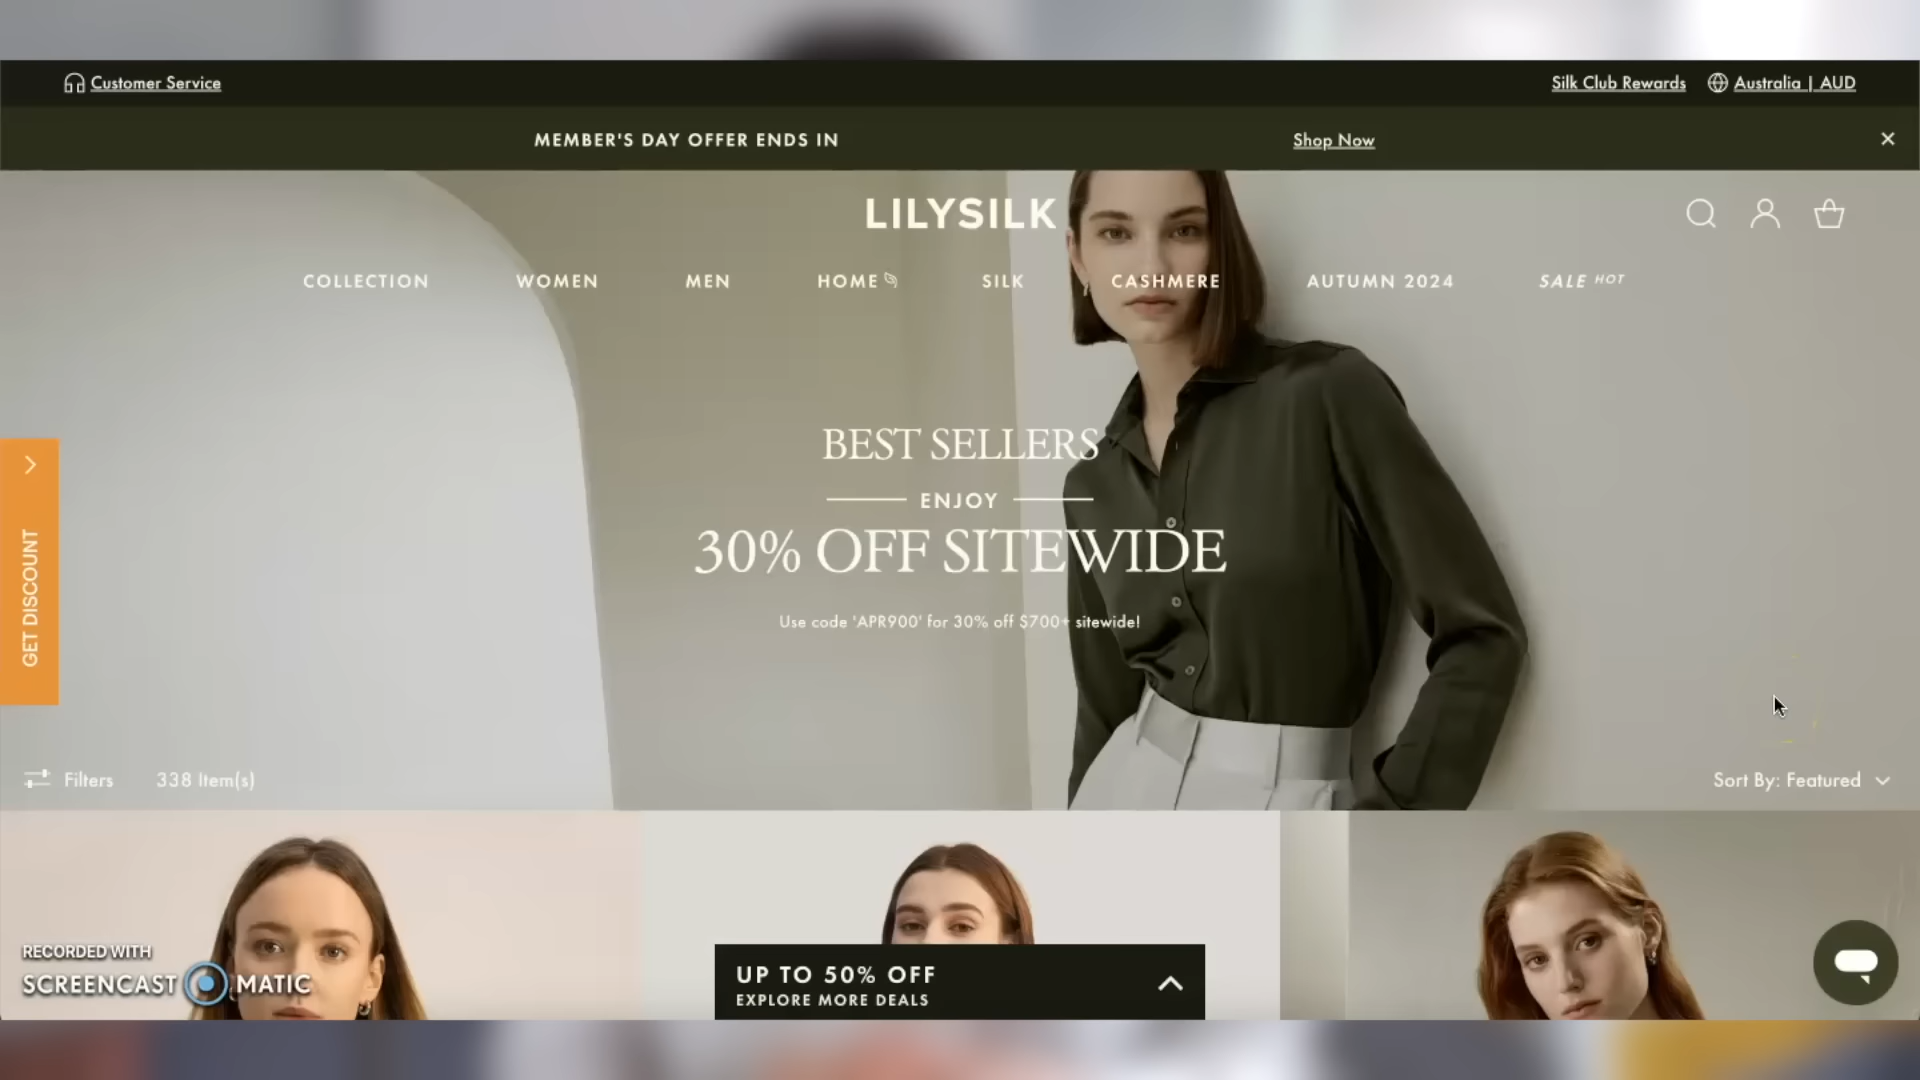 Customer Service
Silk Club Rewards
Australia | AUD
MEMBER'S DAY OFFER ENDS IN
Shop Now
LILYSILK
COLLECTION
WOMEN
MEN
HOME
SILK
CASHMERE
AUTUMN 2024
SALE HOT
BEST SELLERS
ENJOY
30% OFF SITEWIDE
Use code 'APR900' for 30% off $700+ sitewide!
GET DISCOUNT
Filters
338 Item(s)
Sort By: Featured
RECORDED WITH
SCREENCAST MATIC
UP TO 50% OFF
EXPLORE MORE DEALS